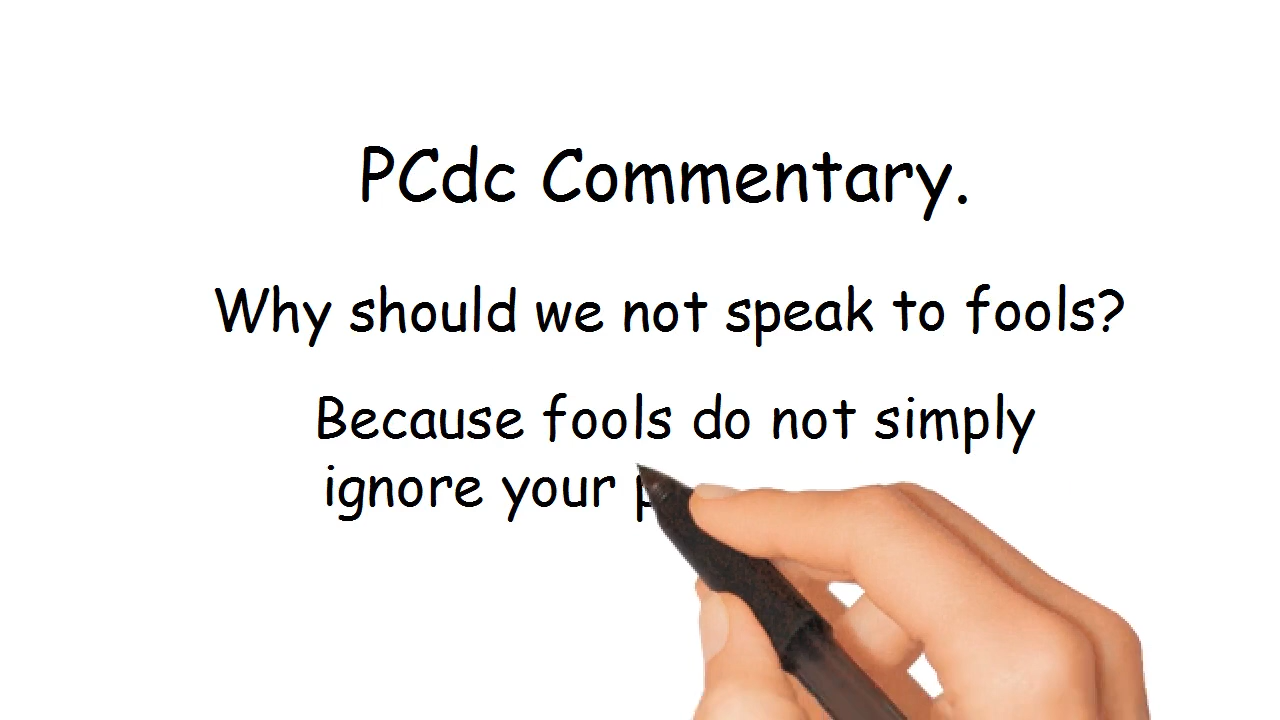 PCdc Commentary.
Why should we not speak to fools?
Because fools do not simply
ignore your p